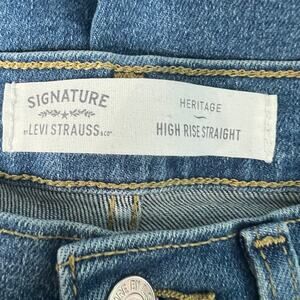 SIGNATURE
BY LEVI STRAUSS & CO
HERITAGE
HIGH RISE STRAIGHT